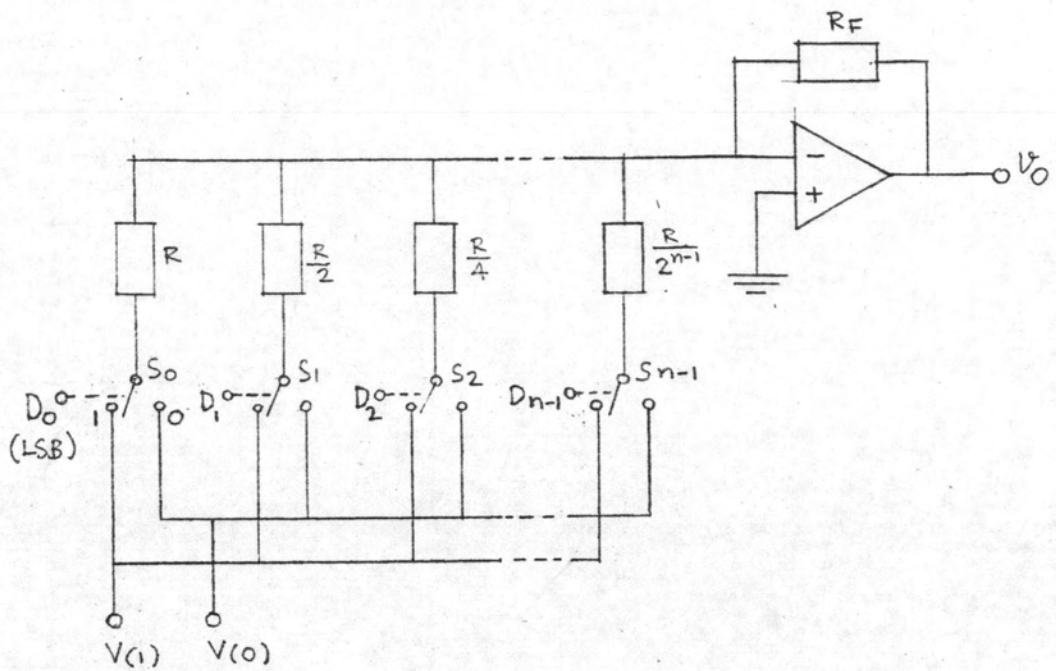 RF
V0
R
R/2
R/4
R/2^n-1
S0
S1
S2
Sn-1
D0
1
0
D1
D2
Dn-1
(LSB)
V(1)
V(0)